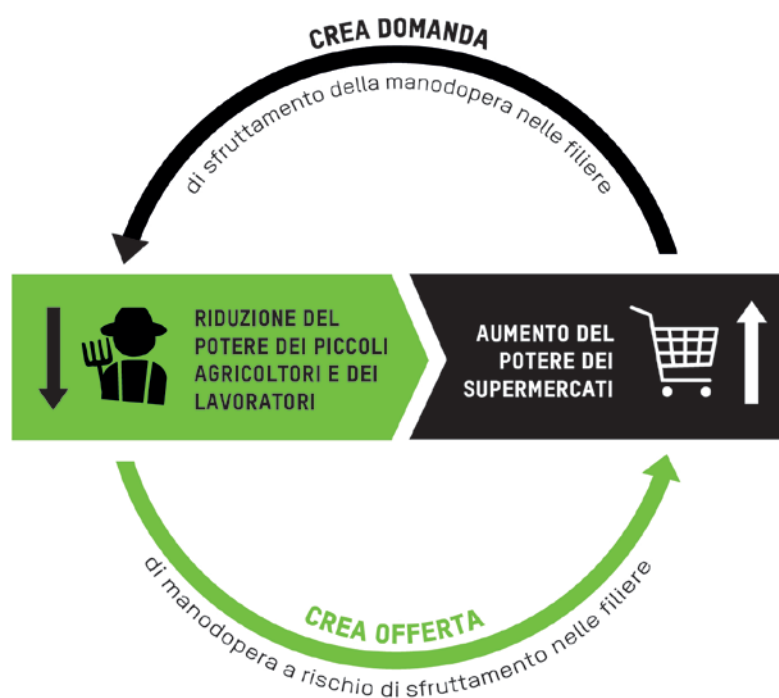 CREA DOMANDA
di sfruttamento della manodopera nelle filiere
RIDUZIONE DEL
POTERE DEI PICCOLI
AGRICOLTORI E DEI
LAVORATORI
AUMENTO DEL
POTERE DEI
SUPERMERCATI
CREA OFFERTA
di manodopera a rischio di sfruttamento nelle filiere